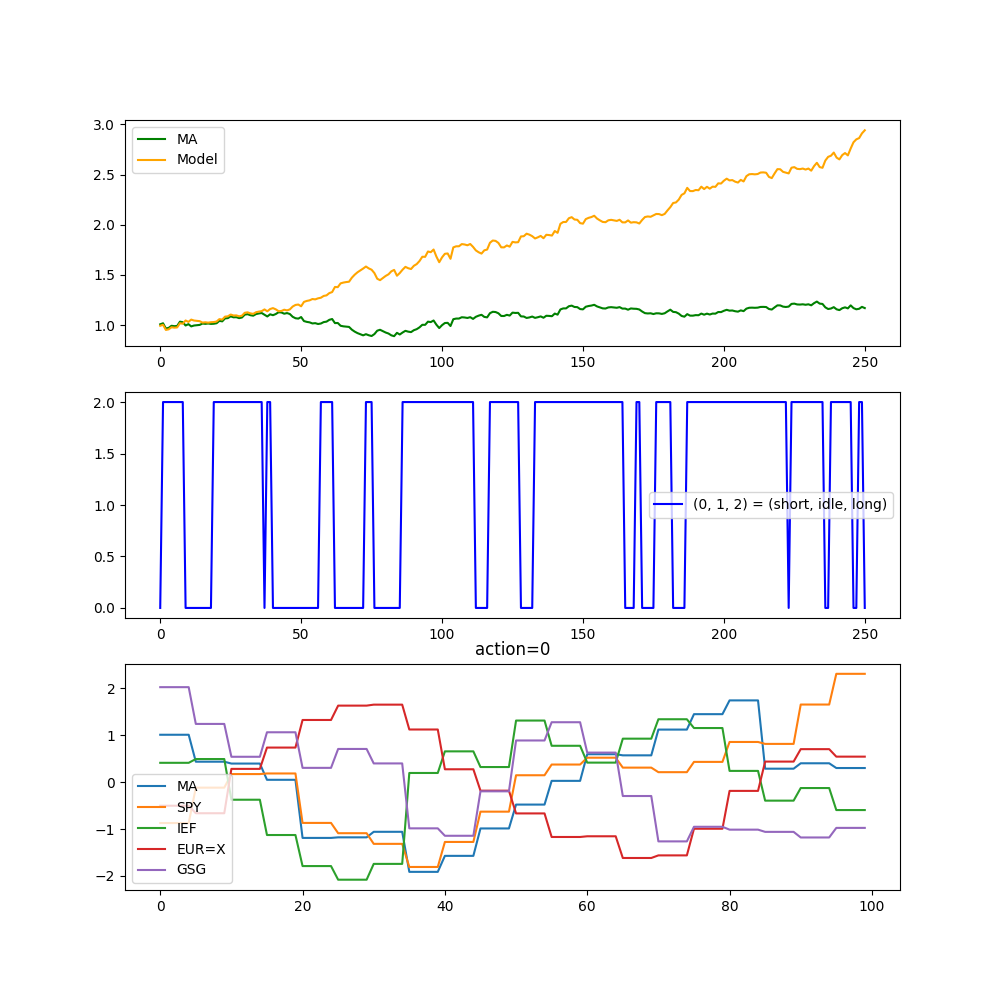 3.0
2.5
2.0
1.5
1.0
MA
Model
0 50 100 150 200 250
2.0
1.5
1.0
0.5
0.0
(0, 1, 2) = (short, idle, long)
0 50 100 150 200 250
action=0
2
1
0
−1
−2
MA
SPY
IEF
EUR=X
GSG
0 20 40 60 80 100